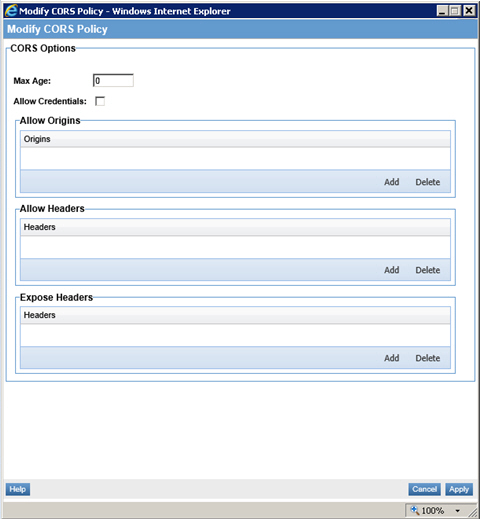 Modify CORS Policy - Windows Internet Explorer
Modify CORS Policy
CORS Options
Max Age: 0
Allow Credentials:
Allow Origins
Origins
Add Delete
Allow Headers
Headers
Add Delete
Expose Headers
Headers
Add Delete
Help Cancel Apply
100%